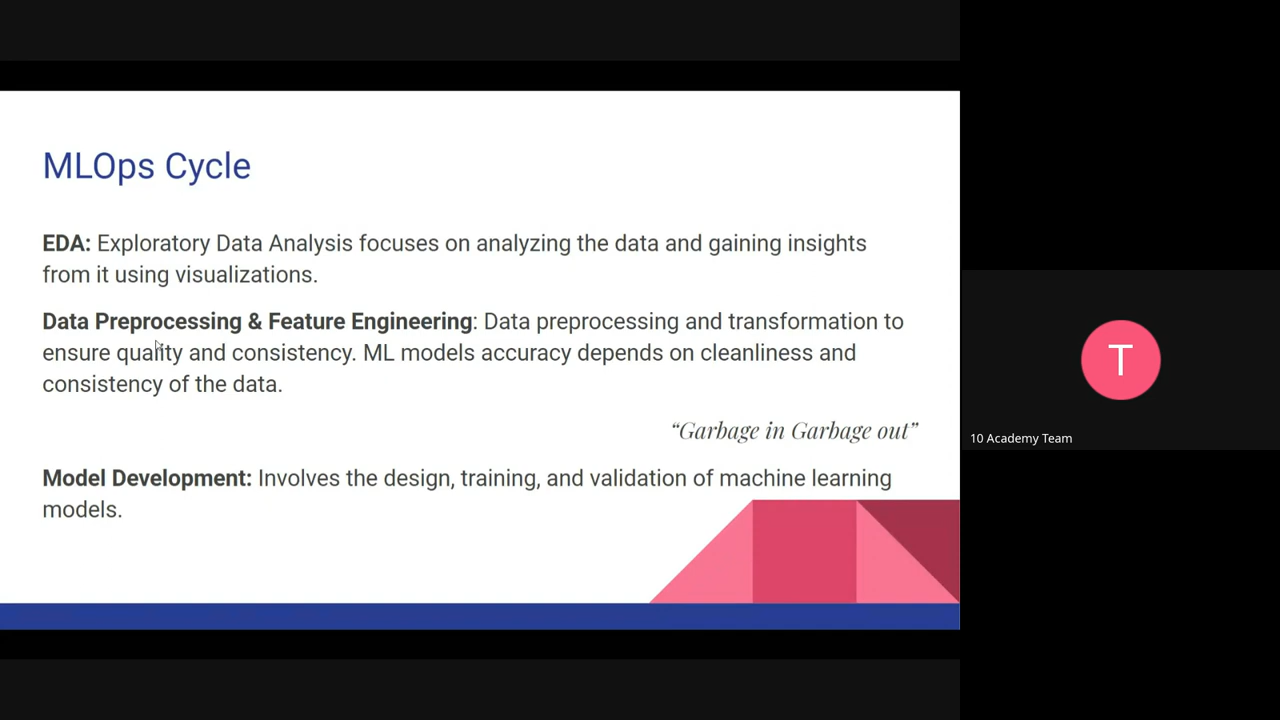 MLOps Cycle
EDA: Exploratory Data Analysis focuses on analyzing the data and gaining insights
from it using visualizations.
Data Preprocessing & Feature Engineering: Data preprocessing and transformation to
ensure quality and consistency. ML models accuracy depends on cleanliness and
consistency of the data.
“Garbage in Garbage out”
Model Development: Involves the design, training, and validation of machine learning
models.
T
10 Academy Team